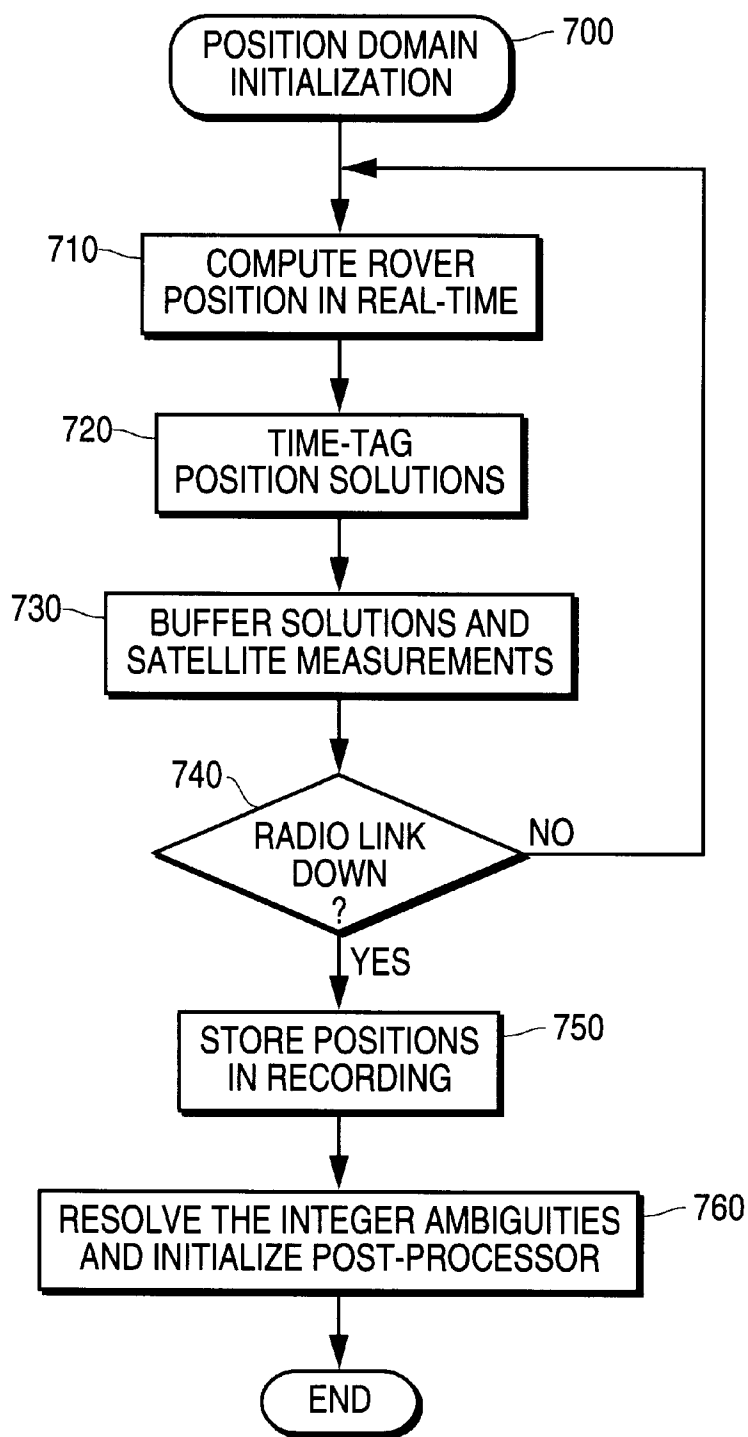 POSITION DOMAIN
INITIALIZATION
700
710
COMPUTE ROVER
POSITION IN REAL-TIME
720
TIME-TAG
POSITION SOLUTIONS
730
BUFFER SOLUTIONS AND
SATELLITE MEASUREMENTS
740
RADIO LINK
DOWN
?
NO
YES
STORE POSITIONS
IN RECORDING
750
RESOLVE THE INTEGER AMBIGUITIES
AND INITIALIZE POST-PROCESSOR
760
END